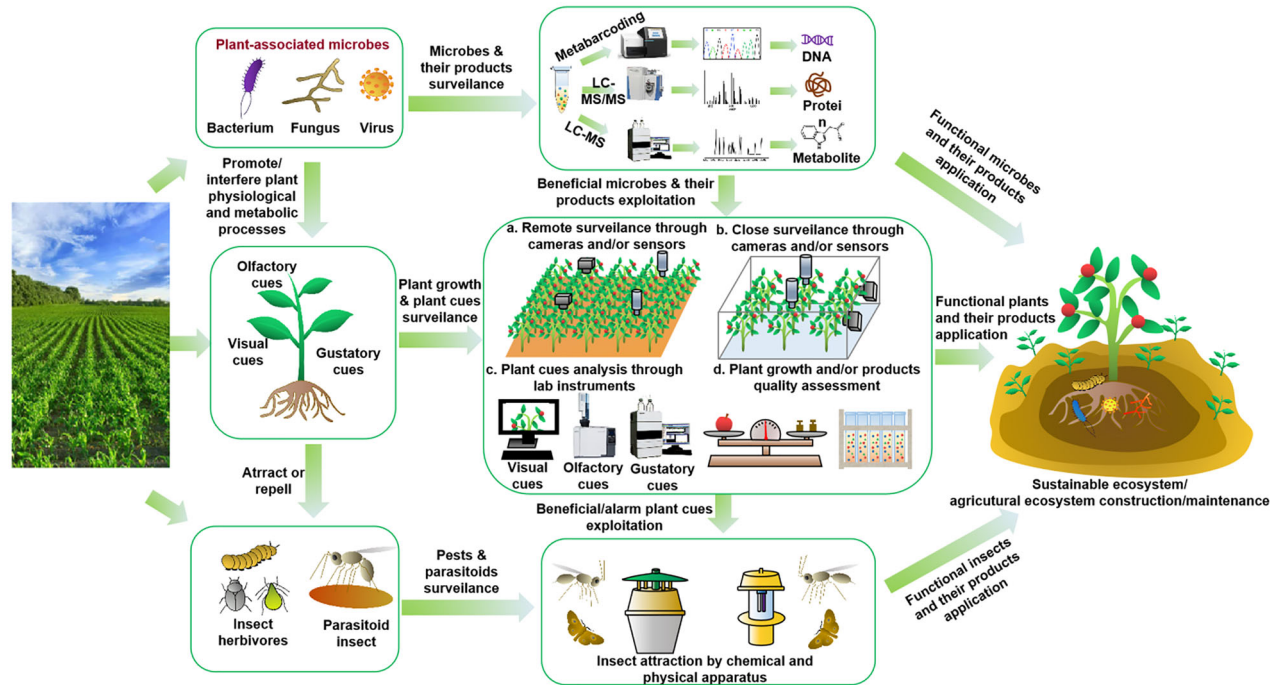 Plant-associated microbes
Bacterium
Fungus
Virus
Microbes &
their products
surveilance
Metabarcoding
LC-
MS/MS
LC-MS
DNA
Protei
n
Metabolite
Functional microbes
and their products
application
Promote/
interfere plant
physiological
and metabolic
processes
Beneficial microbes & their
products exploitation
Olfactory
cues
Visual
cues
Gustatory
cues
Plant growth
& plant cues
surveilance
a. Remote surveilance through
cameras and/or sensors
b. Close surveilance through
cameras and/or sensors
c. Plant cues analysis through
lab instruments
d. Plant growth and/or products
quality assessment
Visual
cues
Olfactory
cues
Gustatory
cues
Functional plants
and their products
application
Sustainable ecosystem/
agricutural ecosystem construction/maintenance
Atrract or
repell
Beneficial/alarm plant cues
exploitation
Insect
herbivores
Parasitoid
insect
Pests &
parasitoids
surveilance
Insect attraction by chemical and
physical apparatus
Functional insects
and their products
application